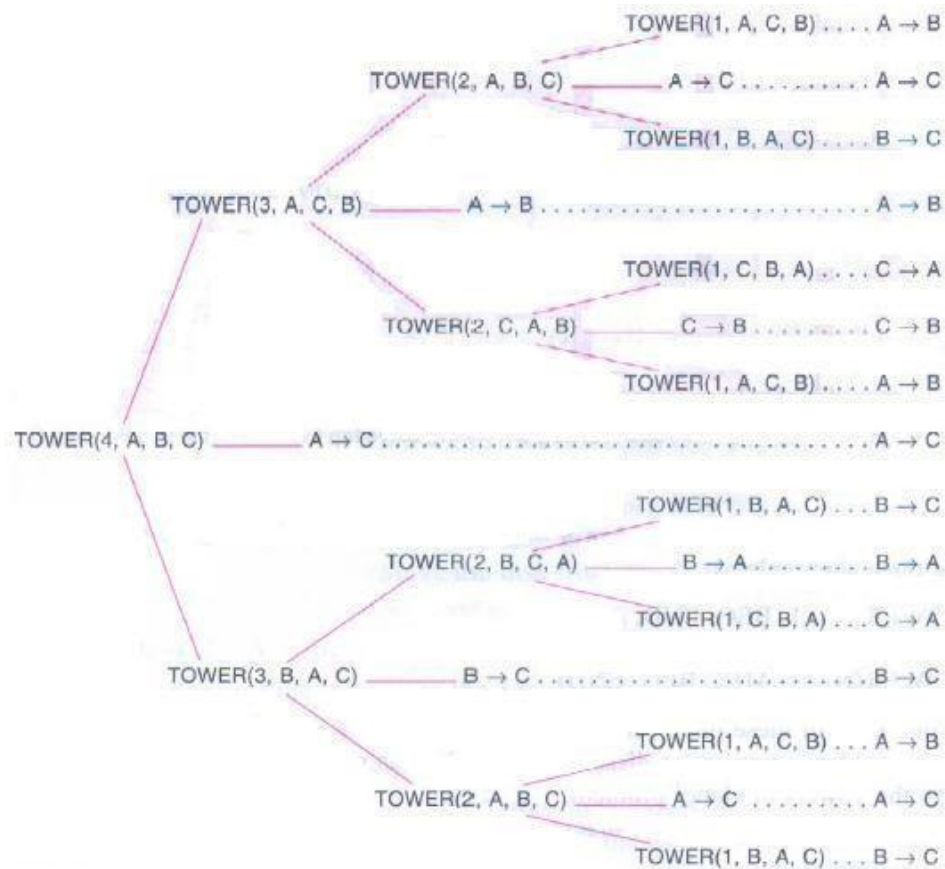 TOWER(1, A, C, B) . . . . A → B
TOWER(2, A, B, C) A → C . . . . . . . . . . A → C
TOWER(1, B, A, C) . . . . B → C
TOWER(3, A, C, B) A → B . . . . . . . . . . . . . . . . . . . . . . . . . . A → B
TOWER(1, C, B, A) . . . . C → A
TOWER(2, C, A, B) C → B . . . . . . . . . C → B
TOWER(1, A, C, B) . . . . A → B
TOWER(4, A, B, C) A → C . . . . . . . . . . . . . . . . . . . . . . . . . . . . . . . . . . . . . . A → C
TOWER(1, B, A, C) . . . B → C
TOWER(2, B, C, A) B → A . . . . . . . . . B → A
TOWER(1, C, B, A) . . . C → A
TOWER(3, B, A, C) B → C . . . . . . . . . . . . . . . . . . . . . . . . . . B → C
TOWER(1, A, C, B) . . . A → B
TOWER(2, A, B, C) A → C . . . . . . . . . A → C
TOWER(1, B, A, C) . . . B → C